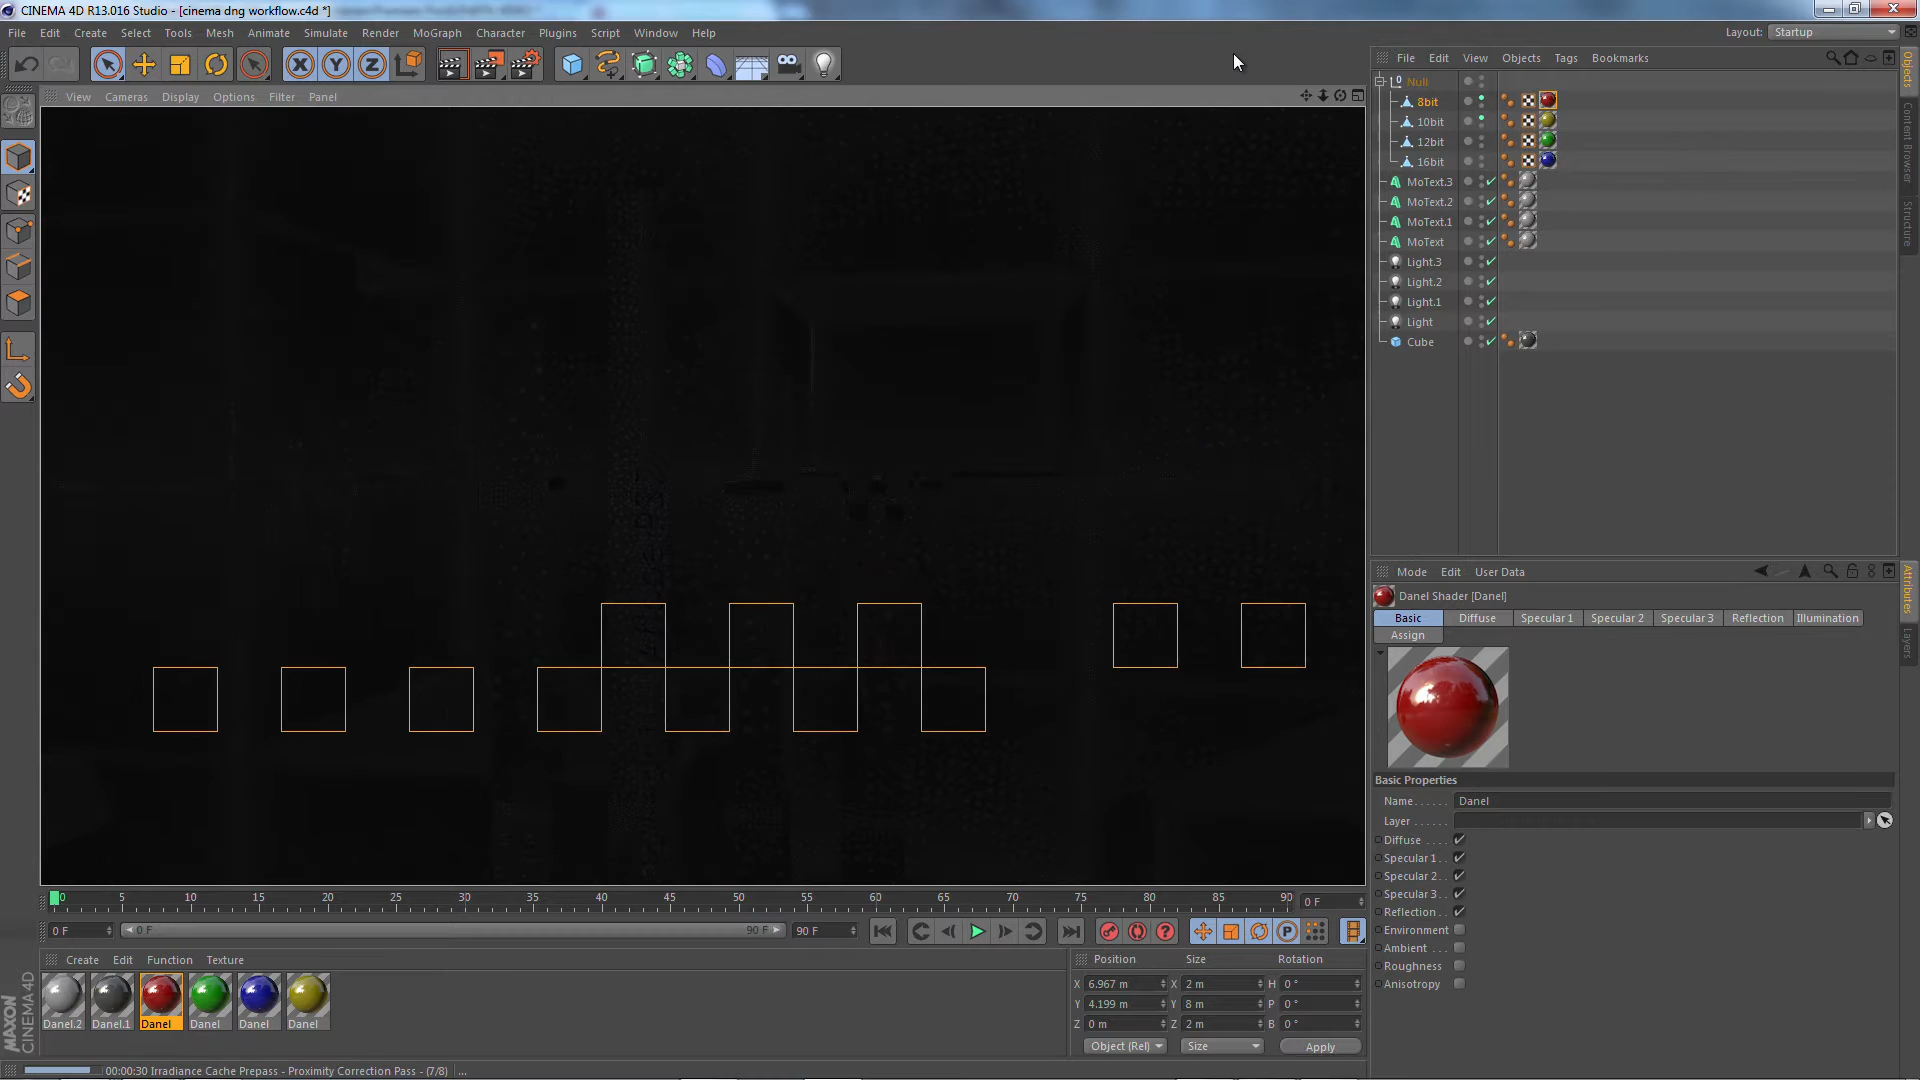 CINEMA 4D R13.016 Studio - [cinema dng workflow.c4d *]
File Edit Create Select Tools Mesh Animate Simulate Render MoGraph Character Plugins Script Window Help
Layout: Startup
File Edit View Objects Tags Bookmarks
View Cameras Display Options Filter Panel
Null
8bit
10bit
12bit
16bit
MoText.3
MoText.2
MoText.1
MoText
Light.3
Light.2
Light.1
Light
Cube
Objects
Content Browser
Structure
Mode Edit User Data
Danel Shader [Danel]
Basic Diffuse Specular 1 Specular 2 Specular 3 Reflection Illumination
Assign
Basic Properties
Name Danel
Layer
Diffuse
Specular 1
Specular 2
Specular 3
Reflection
Environment
Ambient
Roughness
Anisotropy
Attributes
Layers
0 5 10 15 20 25 30 35 40 45 50 55 60 65 70 75 80 85 90 0 F
0 F 0 F 90 F 90 F
Create Edit Function Texture
Danel.2 Danel.1 Danel Danel Danel Danel
Position Size Rotation
X 6.967 m X 2 m H 0 °
Y 4.199 m Y 8 m P 0 °
Z 0 m Z 2 m B 0 °
Object (Rel) Size Apply
MAXON
CINEMA 4D
00:00:30 Irradiance Cache Prepass - Proximity Correction Pass - (7/8) ...